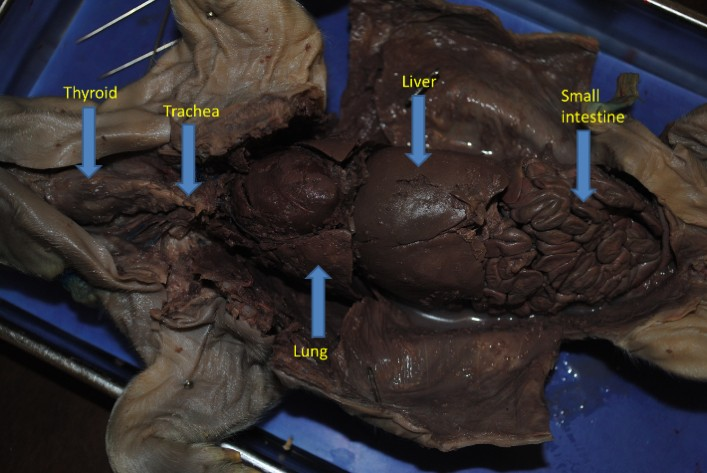 Thyroid
Trachea
Liver
Small
intestine
Lung